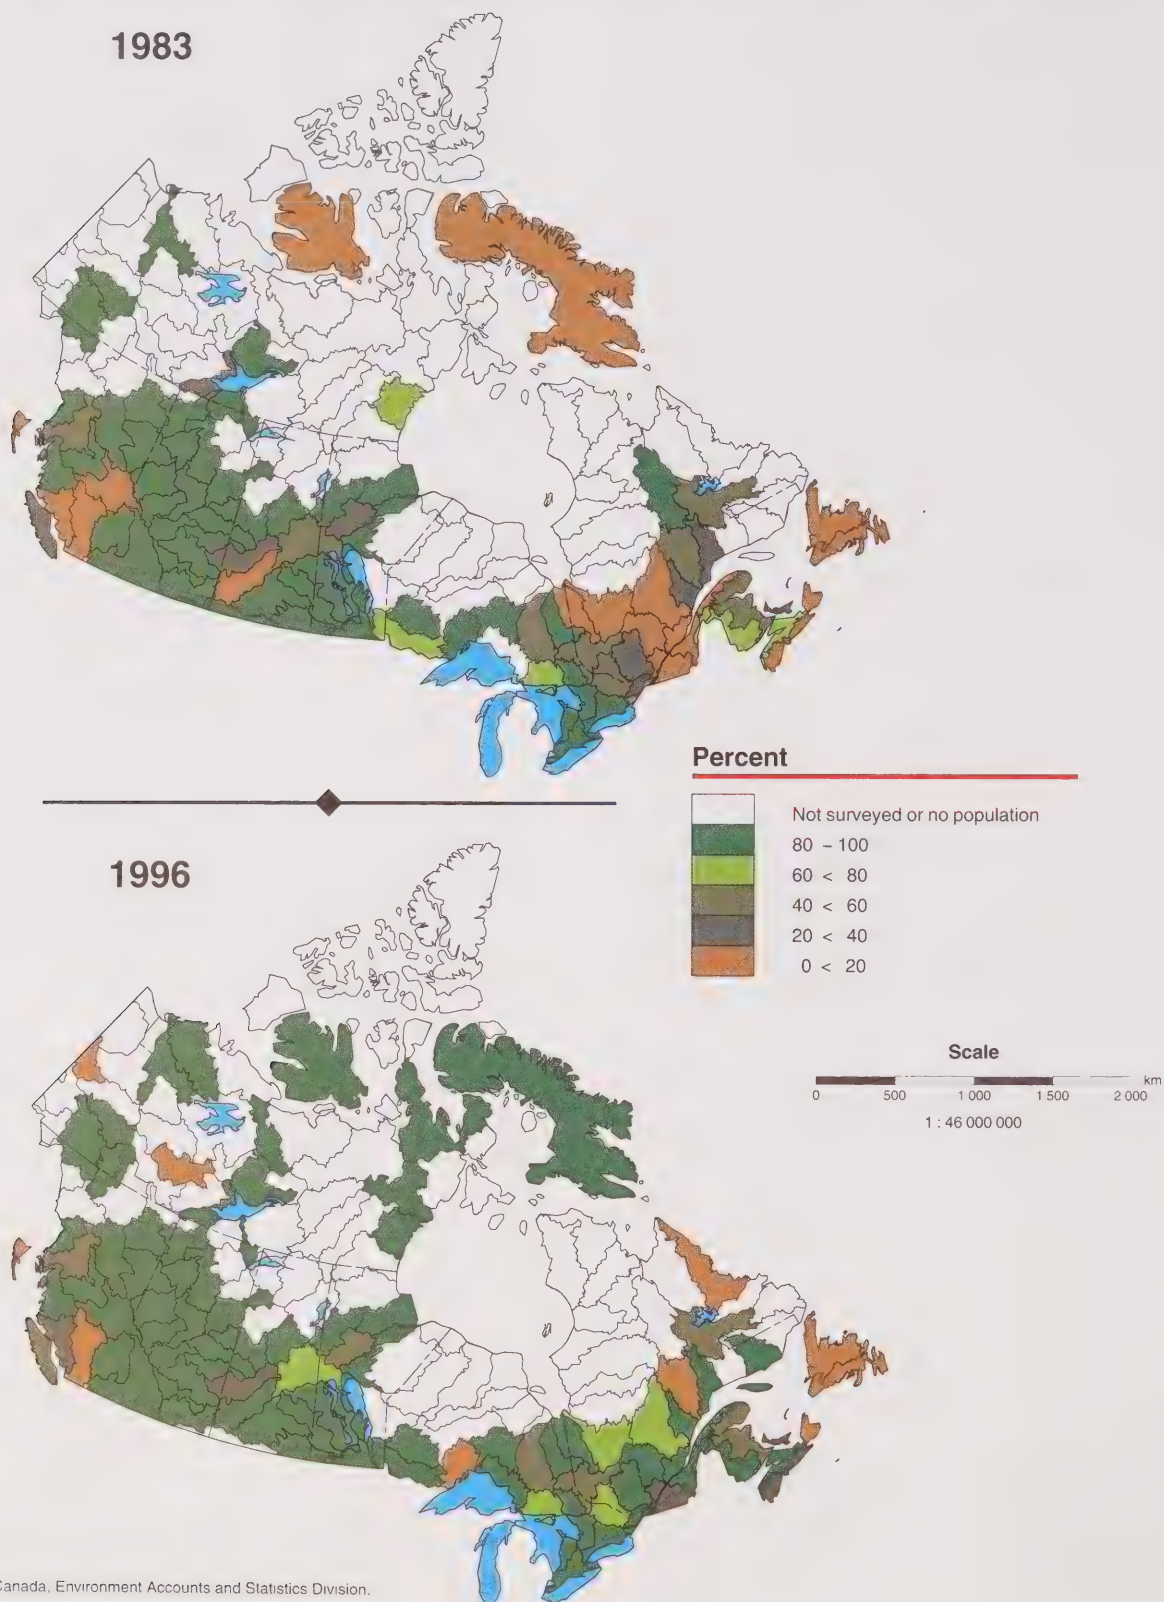 1983
Percent
Not surveyed or no population
80 – 100
60 < 80
40 < 60
20 < 40
0 < 20
1996
Scale
km
0 500 1 000 1 500 2 000
1 : 46 000 000
Canada, Environment Accounts and Statistics Division.